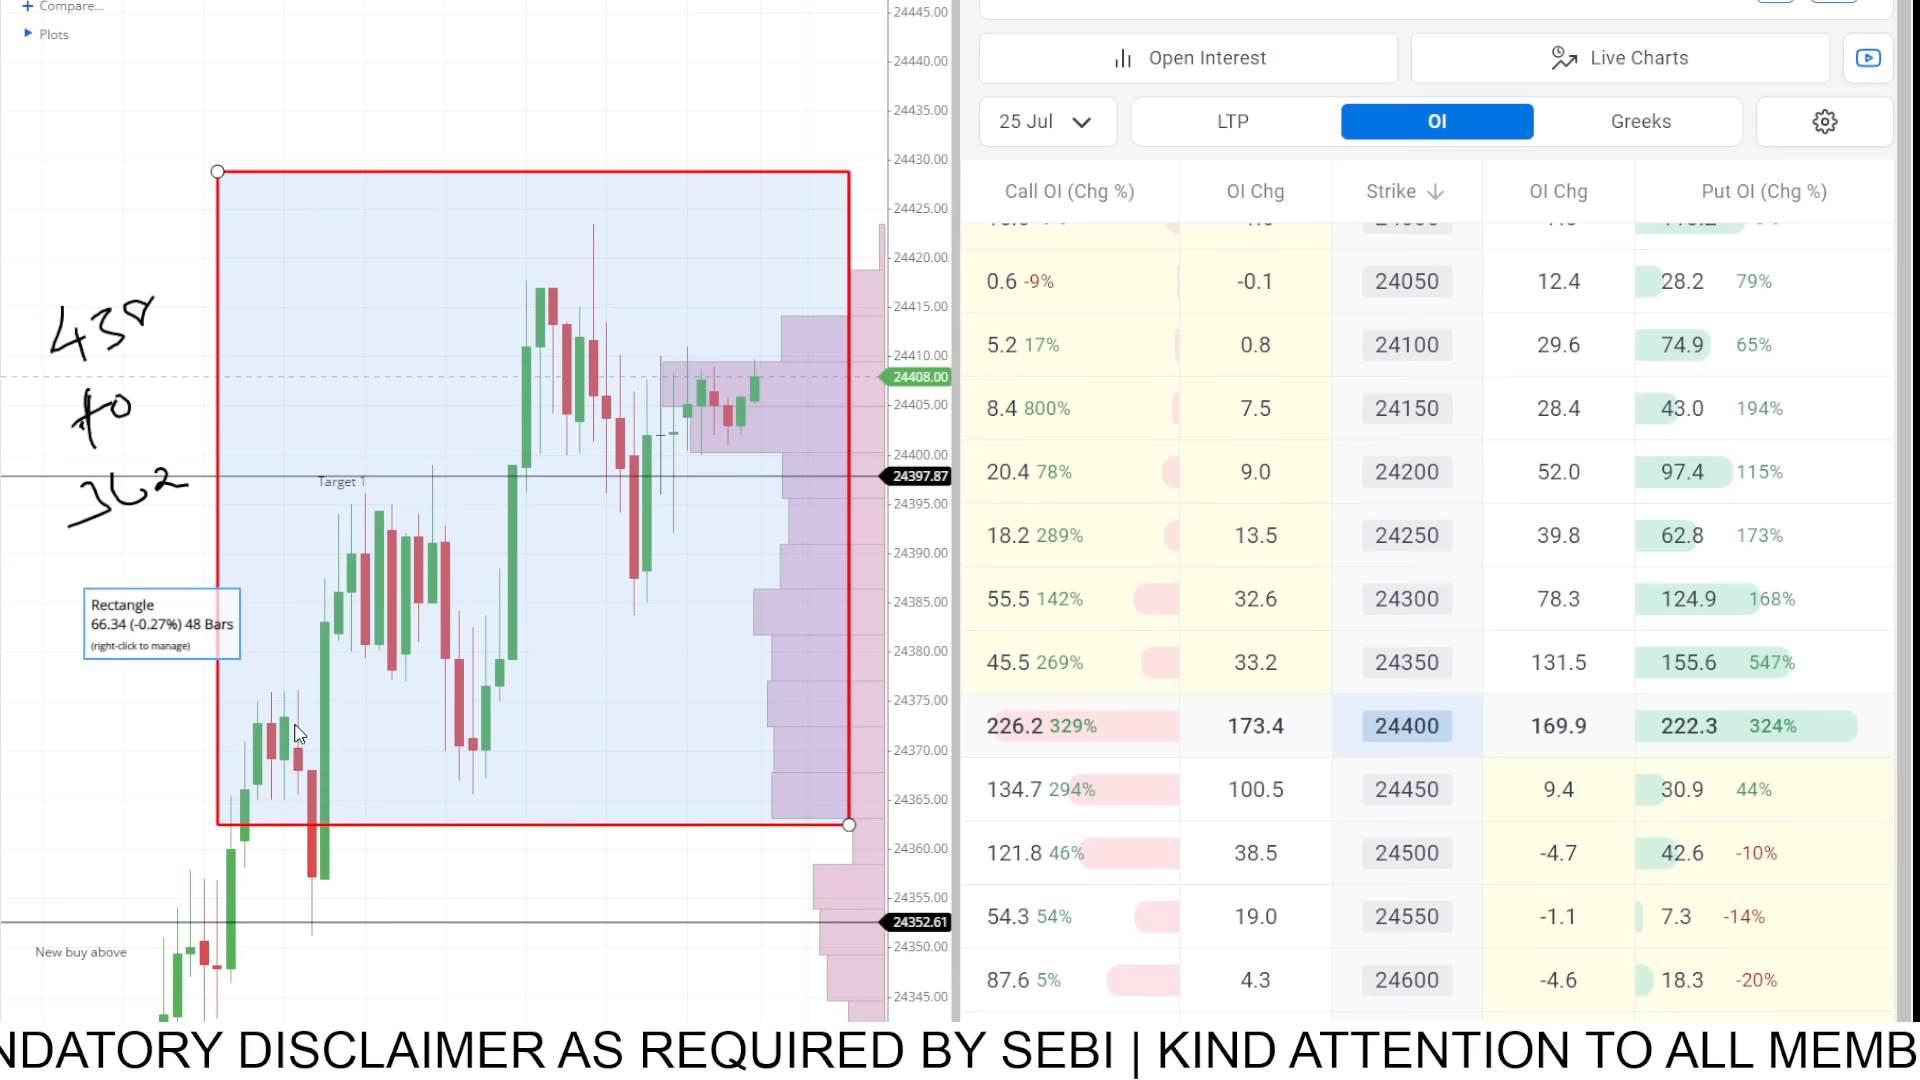 + Compare...
Plots
24445.00
24440.00
24435.00
24430.00
24425.00
24420.00
24415.00
24410.00
24408.00
24405.00
24400.00
24397.87
24395.00
24390.00
24385.00
24380.00
24375.00
24370.00
24365.00
24360.00
24355.00
24352.61
24350.00
24345.00
to
362
Target 1
Rectangle
66.34 (-0.27%) 48 Bars
(right-click to manage)
New buy above
Open Interest Live Charts
25 Jul LTP OI Greeks
Call OI (Chg %) OI Chg Strike ↓ OI Chg Put OI (Chg %)
0.6 -9% -0.1 24050 12.4 28.2 79%
5.2 17% 0.8 24100 29.6 74.9 65%
8.4 800% 7.5 24150 28.4 43.0 194%
20.4 78% 9.0 24200 52.0 97.4 115%
18.2 289% 13.5 24250 39.8 62.8 173%
55.5 142% 32.6 24300 78.3 124.9 168%
45.5 269% 33.2 24350 131.5 155.6 547%
226.2 329% 173.4 24400 169.9 222.3 324%
134.7 294% 100.5 24450 9.4 30.9 44%
121.8 46% 38.5 24500 -4.7 42.6 -10%
54.3 54% 19.0 24550 -1.1 7.3 -14%
87.6 5% 4.3 24600 -4.6 18.3 -20%
NDATORY DISCLAIMER AS REQUIRED BY SEBI | KIND ATTENTION TO ALL MEMB